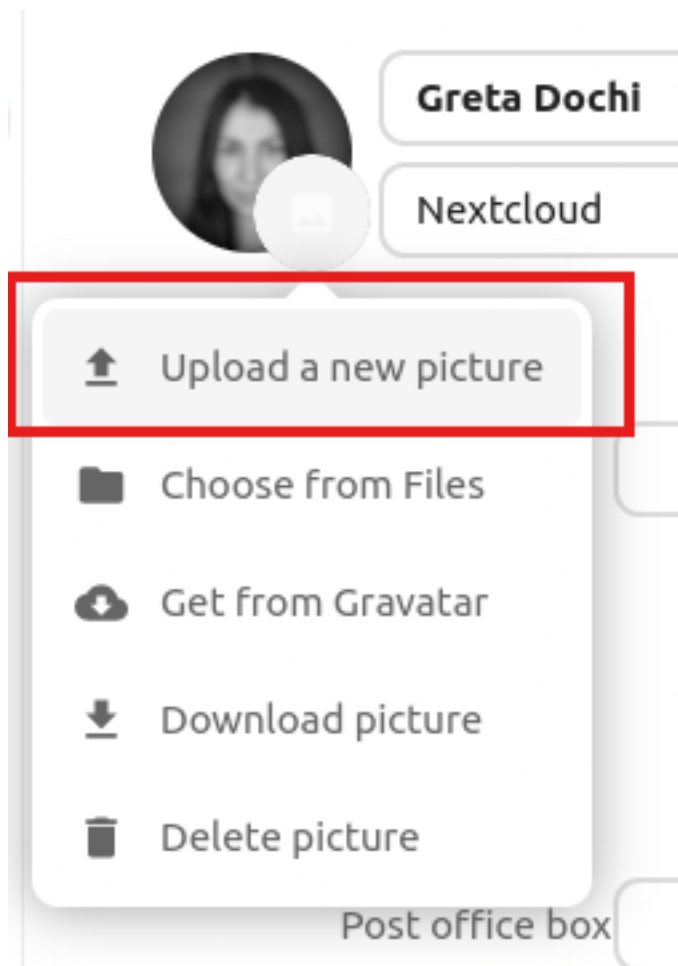 Greta Dochi
Nextcloud
Upload a new picture
Choose from Files
Get from Gravatar
Download picture
Delete picture
Post office box